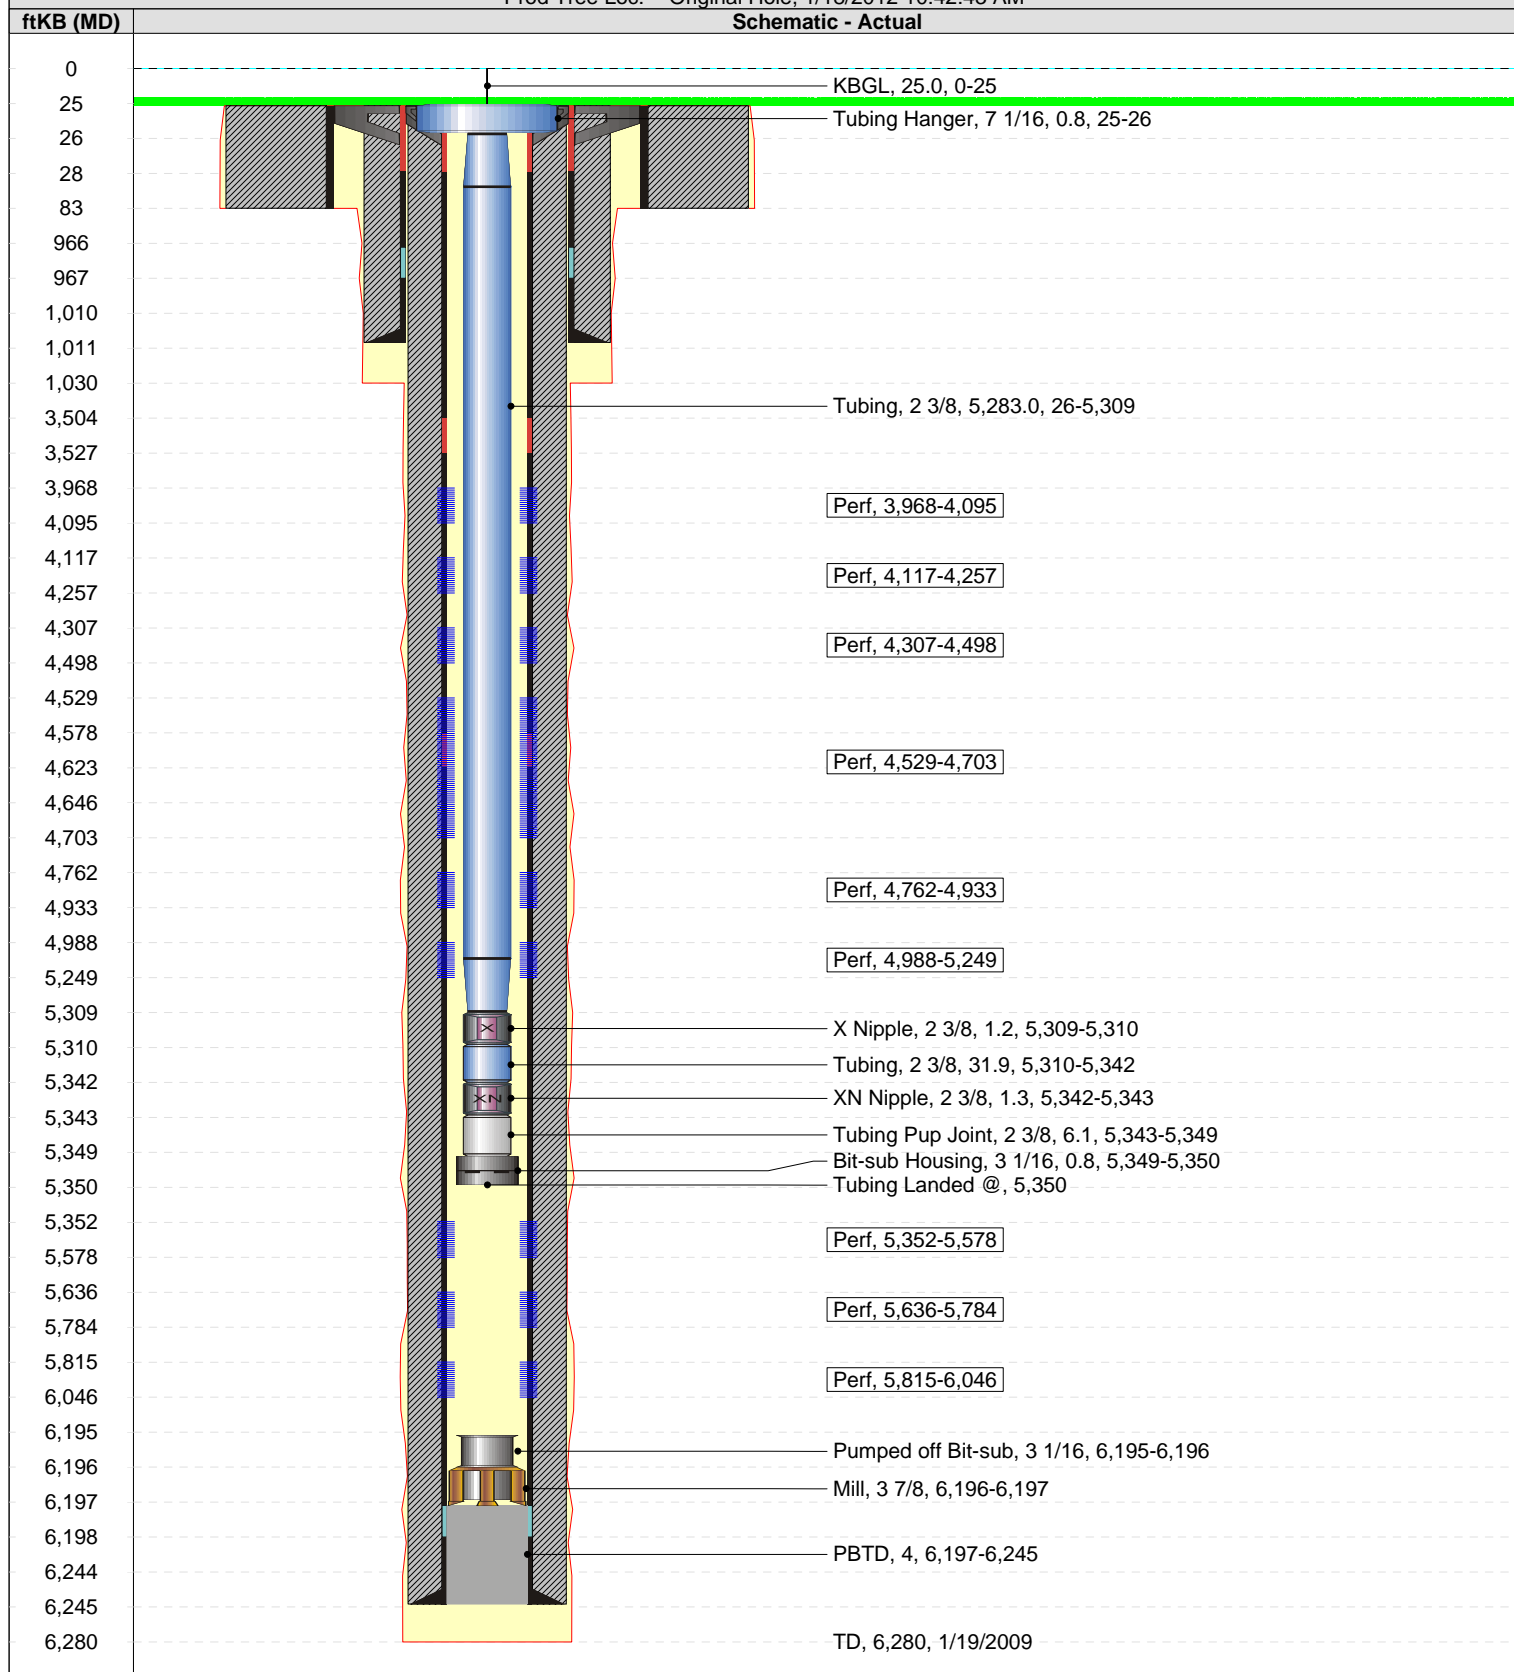 ftKB (MD)
Schematic - Actual
0
KBGL, 25.0, 0-25
25
Tubing Hanger, 7 1/16, 0.8, 25-26
26
28
83
966
967
1,010
1,011
1,030
Tubing, 2 3/8, 5,283.0, 26-5,309
3,504
3,527
3,968
Perf, 3,968-4,095
4,095
4,117
Perf, 4,117-4,257
4,257
4,307
Perf, 4,307-4,498
4,498
4,529
4,578
Perf, 4,529-4,703
4,623
4,646
4,703
4,762
Perf, 4,762-4,933
4,933
4,988
Perf, 4,988-5,249
5,249
5,309
X
X Nipple, 2 3/8, 1.2, 5,309-5,310
5,310
Tubing, 2 3/8, 31.9, 5,310-5,342
5,342
XN
XN Nipple, 2 3/8, 1.3, 5,342-5,343
5,343
Tubing Pup Joint, 2 3/8, 6.1, 5,343-5,349
5,349
Bit-sub Housing, 3 1/16, 0.8, 5,349-5,350
Tubing Landed @, 5,350
5,350
5,352
Perf, 5,352-5,578
5,578
5,636
Perf, 5,636-5,784
5,784
5,815
Perf, 5,815-6,046
6,046
6,195
Pumped off Bit-sub, 3 1/16, 6,195-6,196
6,196
Mill, 3 7/8, 6,196-6,197
6,197
6,198
PBTD, 4, 6,197-6,245
6,244
6,245
6,280
TD, 6,280, 1/19/2009